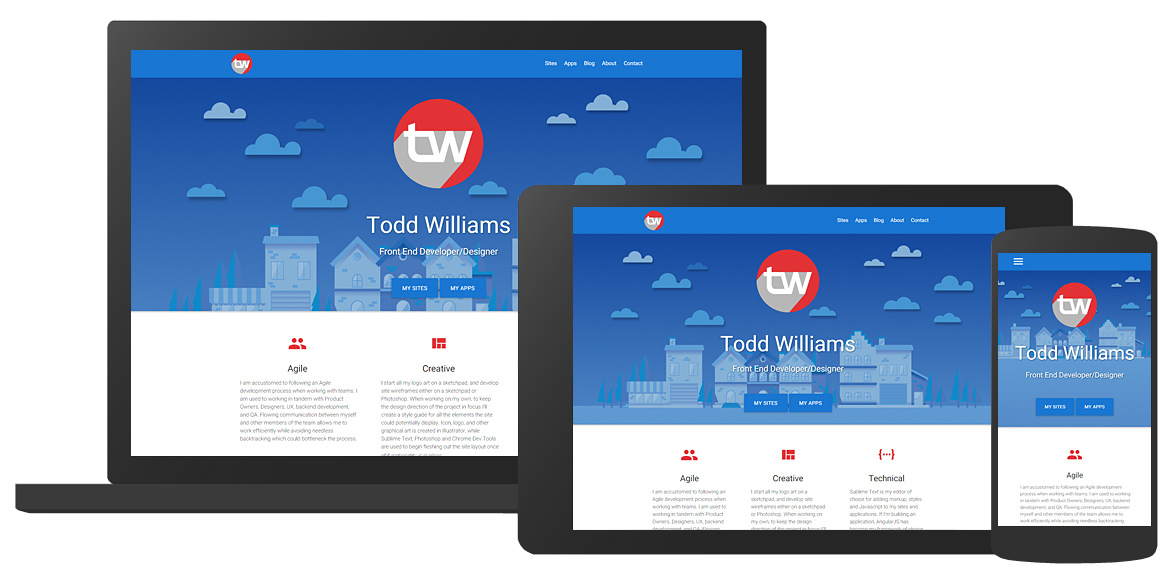 tw
Sites Apps Blog About Contact
tw
Todd Williams
Front End Developer/Designer
MY SITES MY APPS
Agile
I am accustomed to following an Agile
development process when working with teams. I
am used to working in tandem with Product
Owners, Designers, UX, backend development,
and QA. Flowing communication between myself
and other members of the team allows me to
work efficiently while avoiding needless
backtracking which could bottleneck the process.
Creative
I start all my logo art on a sketchpad, and develop
site wireframes either on a sketchpad or
Photoshop. When working on my own, to keep
the design direction of the project in focus I'll
create a style guide for all the elements the site
could potentially display. Icon, logo, and other
graphical art is created in Illustrator, while
Sublime Text, Photoshop and Chrome Dev Tools
are used to begin fleshing out the site layout once
tw
Sites Apps Blog About Contact
tw
Todd Williams
Front End Developer/Designer
MY SITES MY APPS
Agile
I am accustomed to following an Agile
development process when working with
teams. I am used to working
in tandem with Product
Owners, Designers, UX, backend
development, and QA. Flowing
Creative
I start all my logo art on a
sketchpad, and develop site
wireframes either on a sketchpad
or Photoshop. When working on
my own, to keep the design
direction of the project in focus I'll
Technical
Sublime Text is my editor of
choice for adding markup, styles
and Javascript to my sites and
applications. If I'm building an
application, AngularJS has
become my framework of choice
tw
Todd Williams
Front End Developer/Designer
MY SITES MY APPS
Agile
I am accustomed to following an Agile development
process when working with teams. I am used to working
in tandem with Product Owners, Designers, UX, backend
development, and QA. Flowing communication between
myself and other members of the team allows me to
work efficiently while avoiding needless backtracking